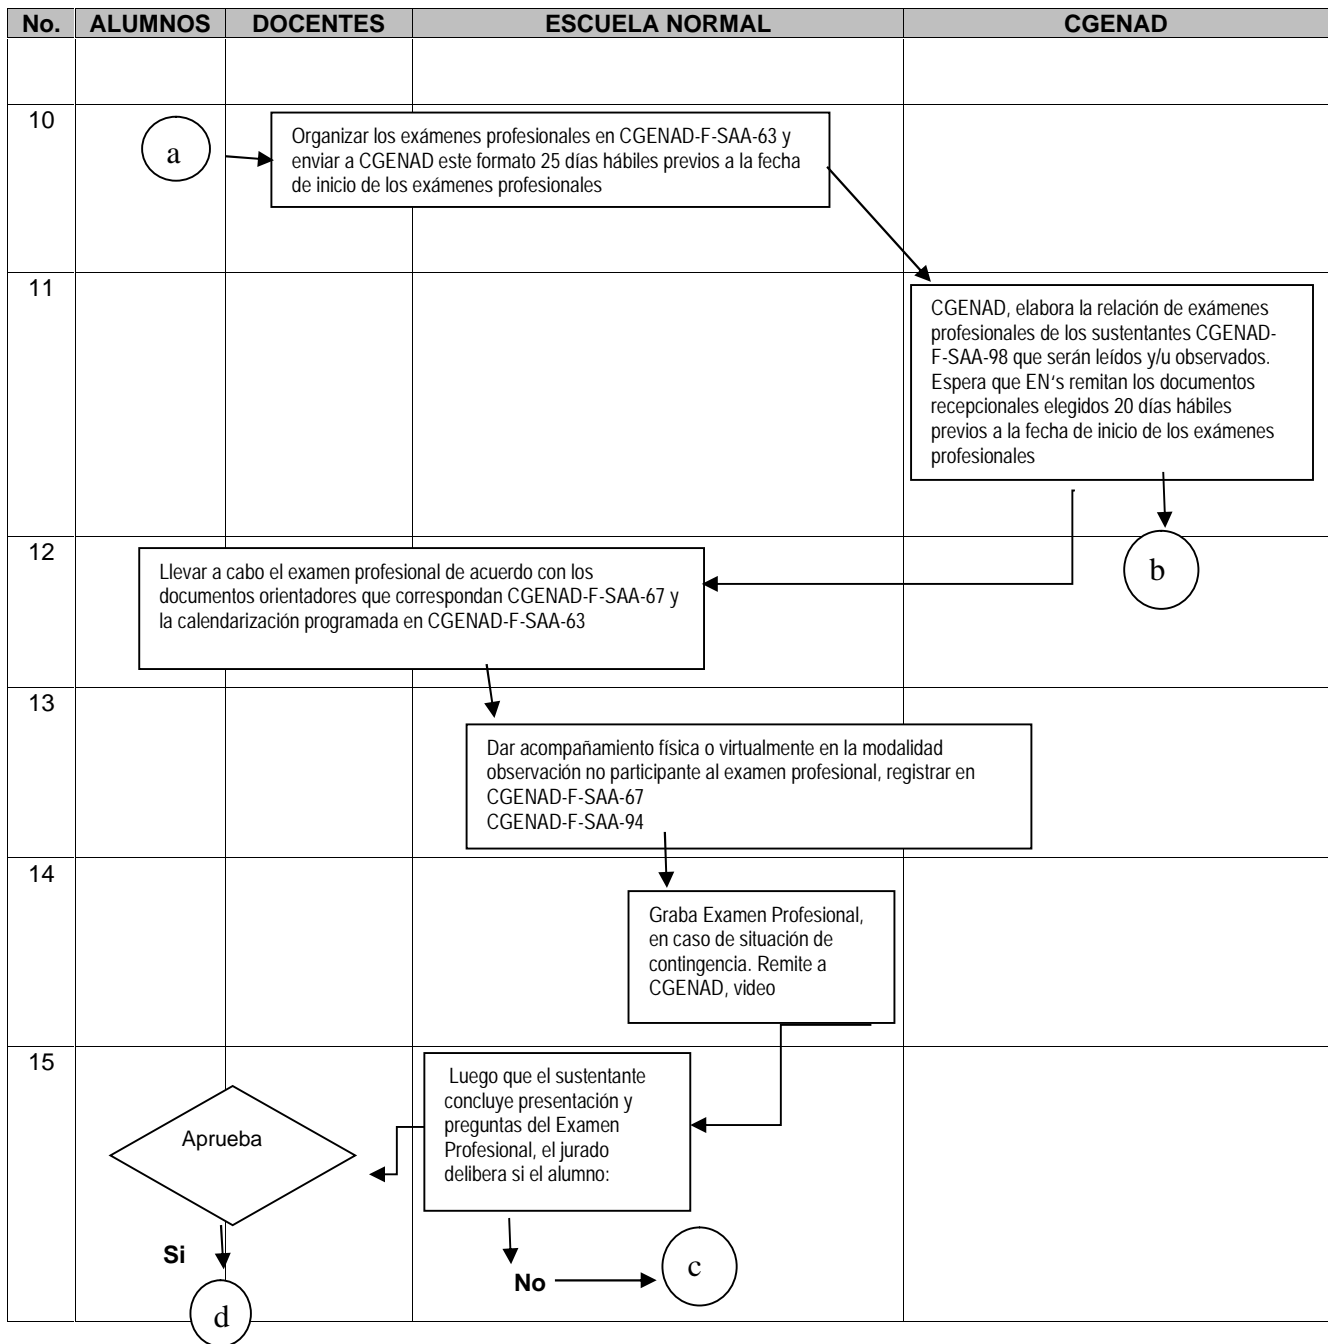 No. ALUMNOS DOCENTES ESCUELA NORMAL CGENAD
10
a
Organizar los exámenes profesionales en CGENAD-F-SAA-63 y
enviar a CGENAD este formato 25 días hábiles previos a la fecha
de inicio de los exámenes profesionales
11
CGENAD, elabora la relación de exámenes
profesionales de los sustentantes CGENAD-
F-SAA-98 que serán leídos y/u observados.
Espera que EN's remitan los documentos
recepcionales elegidos 20 días hábiles
previos a la fecha de inicio de los exámenes
profesionales
12
b
Llevar a cabo el examen profesional de acuerdo con los
documentos orientadores que correspondan CGENAD-F-SAA-67 y
la calendarización programada en CGENAD-F-SAA-63
13
Dar acompañamiento física o virtualmente en la modalidad
observación no participante al examen profesional, registrar en
CGENAD-F-SAA-67
CGENAD-F-SAA-94
14
Graba Examen Profesional,
en caso de situación de
contingencia. Remite a
CGENAD, video
15
Luego que el sustentante
concluye presentación y
preguntas del Examen
Profesional, el jurado
delibera si el alumno:
Aprueba
Si
No
c
d